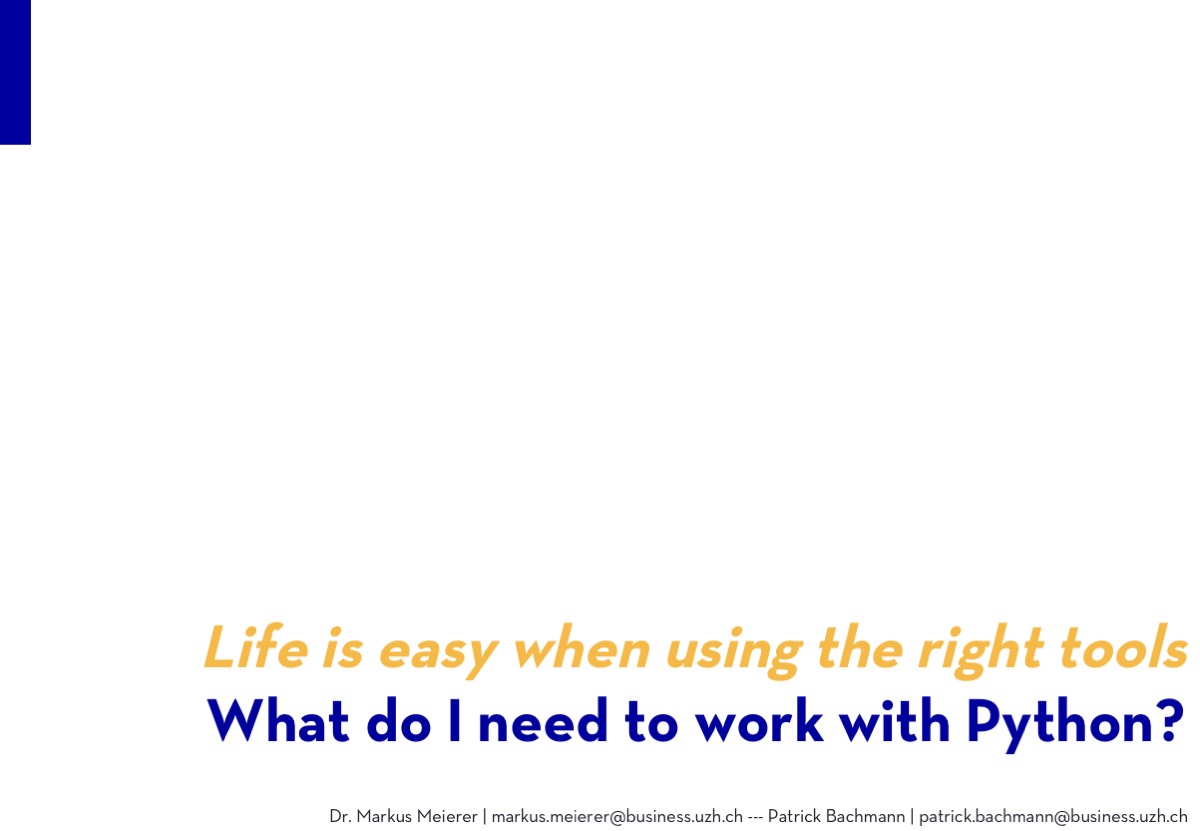 Life is easy when using the right tools
What do I need to work with Python?
Dr. Markus Meierer | markus.meierer@business.uzh.ch --- Patrick Bachmann | patrick.bachmann@business.uzh.ch